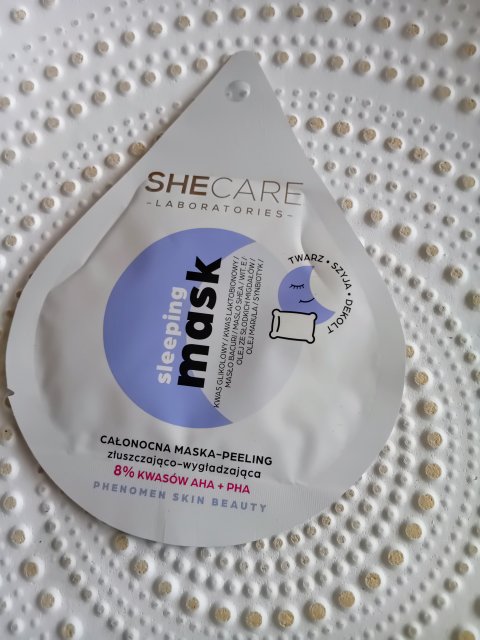 SHECARE
-LABORATORIES-
TWARZ • SZYJA • DEKOLT
sleeping
mask
KWAS GLIKOLOWY / KWAS LAKTOBIONOWY /
MASŁO BACURI / MASŁO SHEA / WIT. E /
OLEJ ZE SŁODKICH MIGDAŁÓW /
OLEJ MARULA / SYNBIOTYK /
CAŁONOCNA MASKA-PEELING
złuszczająco-wygładzająca
8% KWASÓW AHA + PHA
PHENOMEN SKIN BEAUTY